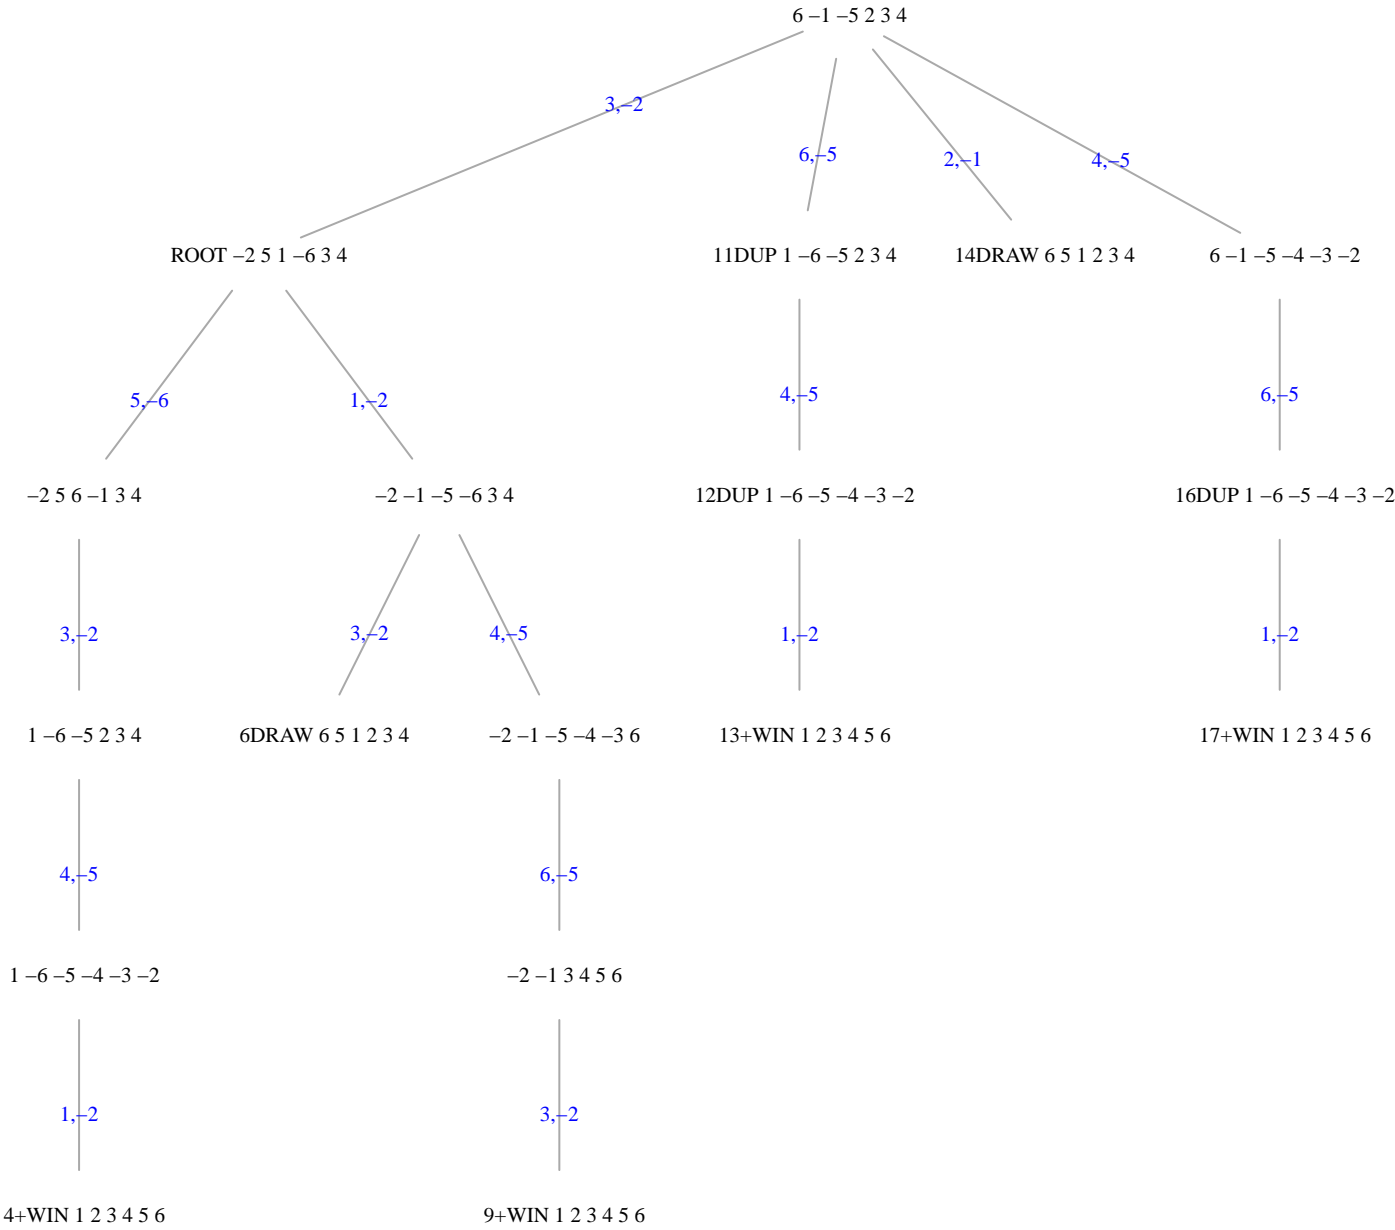 6 –1 –5 2 3 4
3,–2
6,–5
2,–1
4,–5
ROOT –2 5 1 –6 3 4
11DUP 1 –6 –5 2 3 4
14DRAW 6 5 1 2 3 4
6 –1 –5 –4 –3 –2
5,–6
1,–2
4,–5
6,–5
–2 5 6 –1 3 4
–2 –1 –5 –6 3 4
12DUP 1 –6 –5 –4 –3 –2
16DUP 1 –6 –5 –4 –3 –2
3,–2
3,–2
4,–5
1,–2
1,–2
1 –6 –5 2 3 4
6DRAW 6 5 1 2 3 4
–2 –1 –5 –4 –3 6
13+WIN 1 2 3 4 5 6
17+WIN 1 2 3 4 5 6
4,–5
6,–5
1 –6 –5 –4 –3 –2
–2 –1 3 4 5 6
1,–2
3,–2
4+WIN 1 2 3 4 5 6
9+WIN 1 2 3 4 5 6